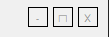 - □ X